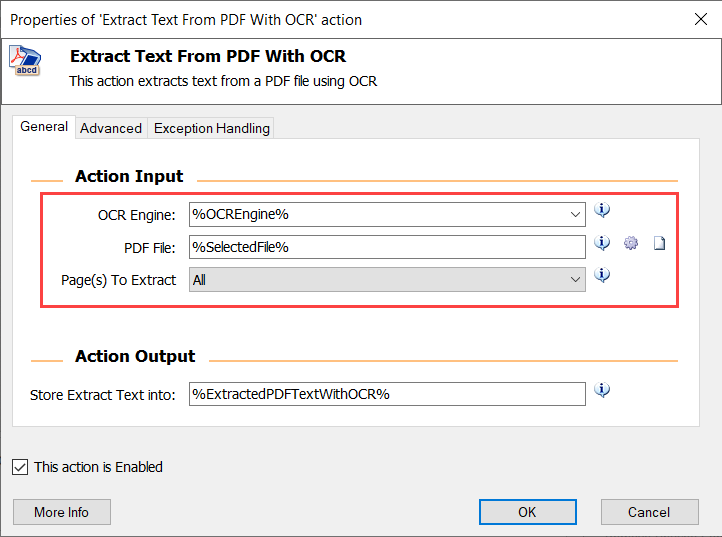 Properties of 'Extract Text From PDF With OCR' action
abcd
Extract Text From PDF With OCR
This action extracts text from a PDF file using OCR
General Advanced Exception Handling
Action Input
OCR Engine: %OCREngine%
PDF File: %SelectedFile%
Page(s) To Extract All
Action Output
Store Extract Text into: %ExtractedPDFTextWithOCR%
This action is Enabled
More Info OK Cancel